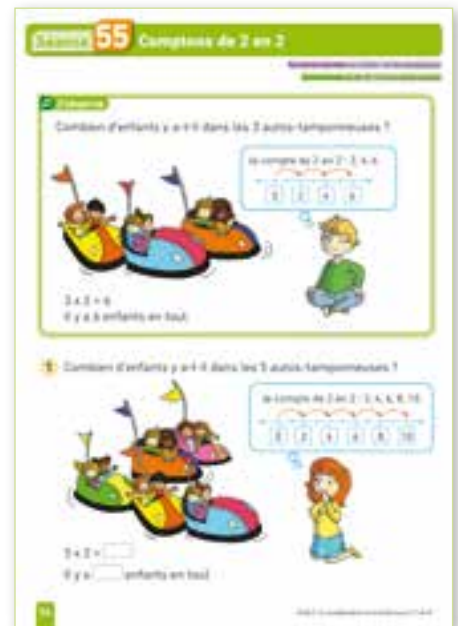 Séance 55 Comptons de 2 en 2
Combien d'enfants y a-t-il dans les 3 autos-tamponneuses ?
Je compte de 2 en 2 : 2, 4, 6.
0 2 4 6
3 x 2 = 6
Il y a 6 enfants en tout.
1 Combien d'enfants y a-t-il dans les 5 autos-tamponneuses ?
Je compte de 2 en 2 : 2, 4, 6, 8, 10.
0 2 4 6 8 10
5 x 2 =
Il y a enfants en tout.